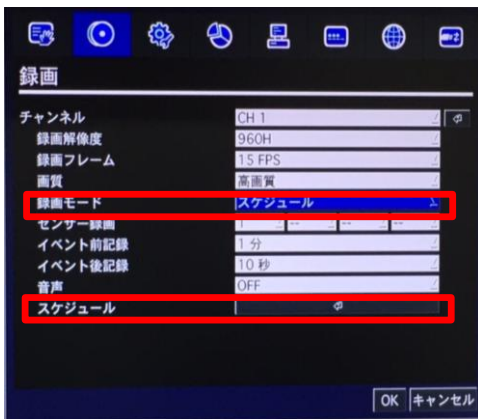 録画
チャンネル CH 1
録画解像度 960H
録画フレーム 15 FPS
画質 高画質
録画モード スケジュール
センサー録画 1 -- -- --
イベント前記録 1 分
イベント後記録 10 秒
音声 OFF
スケジュール
OK キャンセル